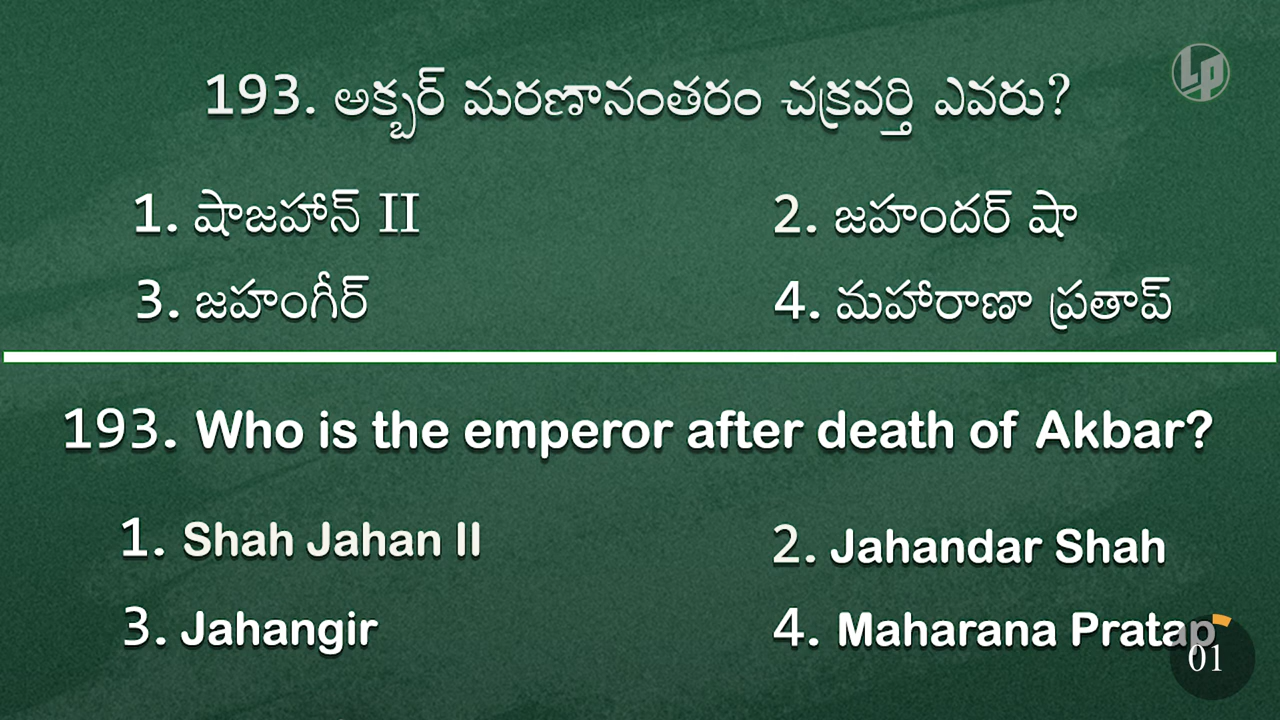 193. అక్బర్ మరణానంతరం చక్రవర్తి ఎవరు?
LP
1. షాజహాన్ II 2. జహందర్ షా
3. జహంగీర్ 4. మహారాణా ప్రతాప్
193. Who is the emperor after death of Akbar?
1. Shah Jahan II 2. Jahandar Shah
3. Jahangir 4. Maharana Pratap
01